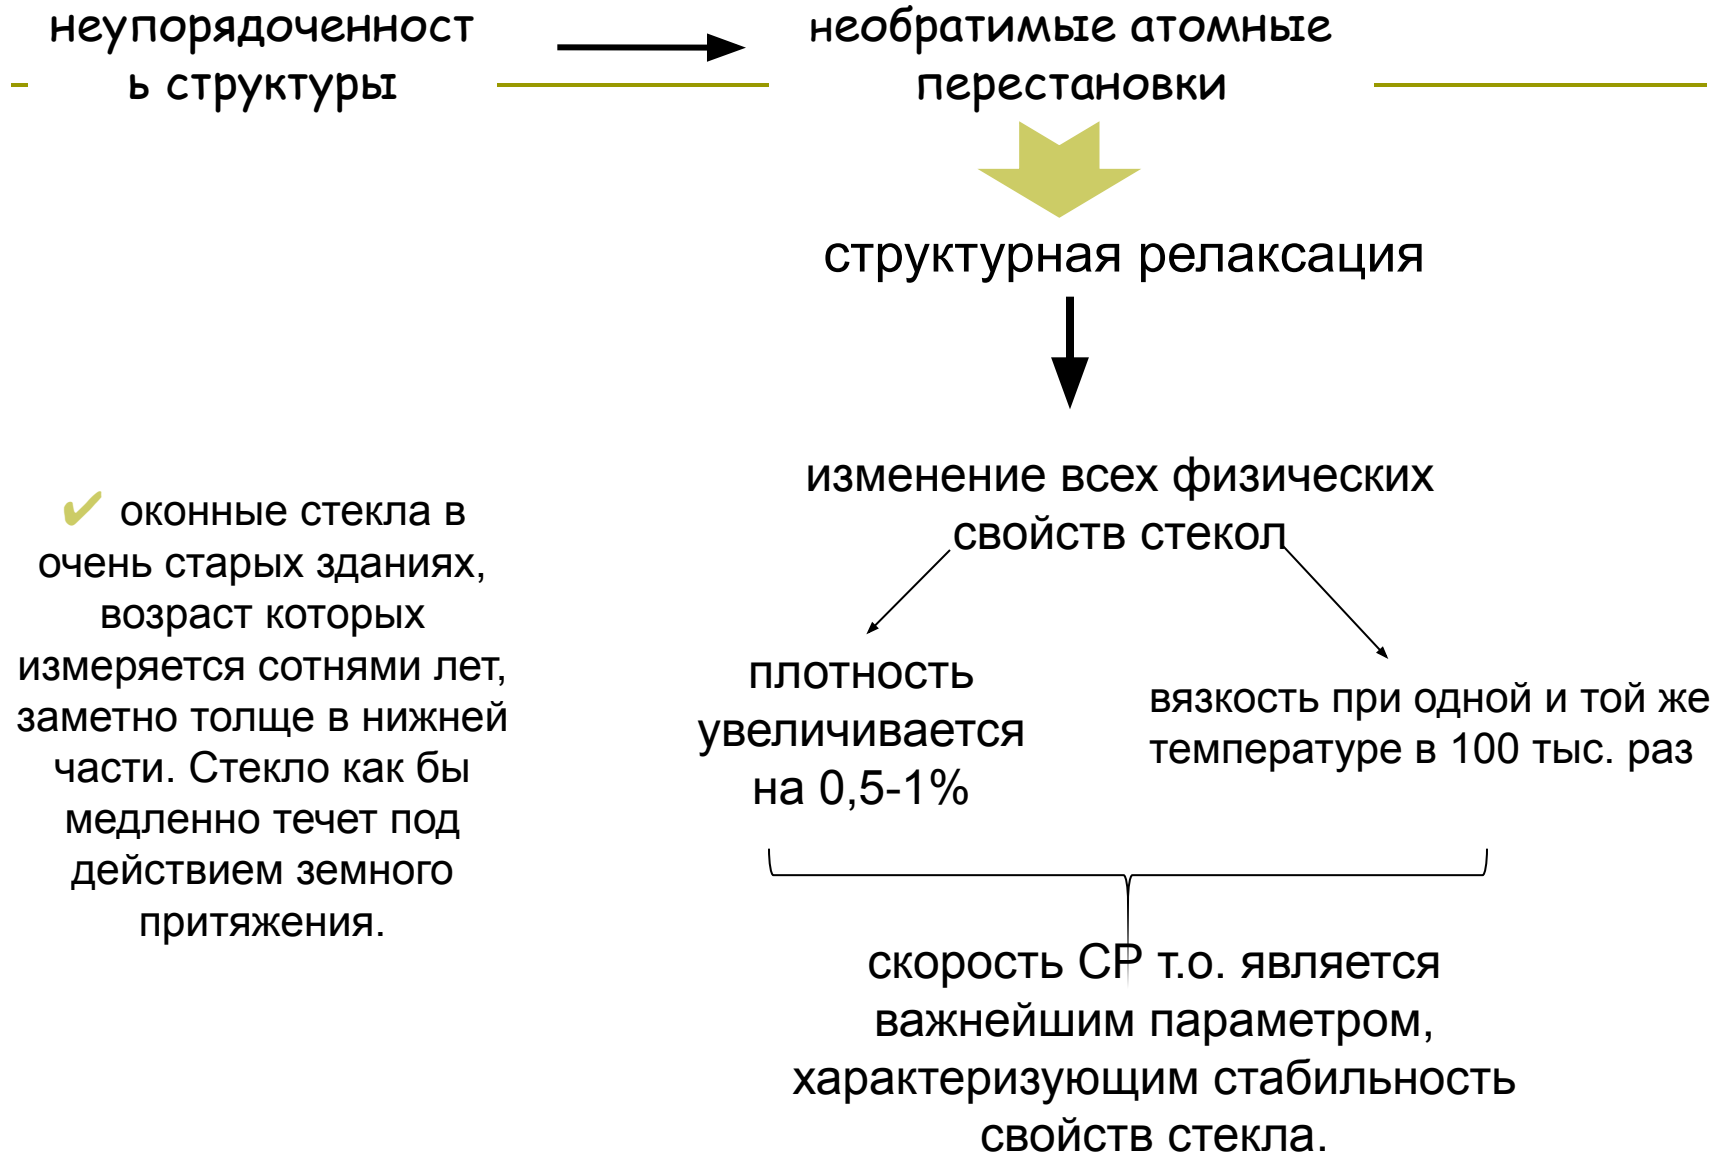 неупорядоченност
ь структуры
необратимые атомные
перестановки
структурная релаксация
изменение всех физических
свойств стекол
✔ оконные стекла в
очень старых зданиях,
возраст которых
измеряется сотнями лет,
заметно толще в нижней
части. Стекло как бы
медленно течет под
действием земного
притяжения.
плотность
увеличивается
на 0,5-1%
вязкость при одной и той же
температуре в 100 тыс. раз
скорость СР т.о. является
важнейшим параметром,
характеризующим стабильность
свойств стекла.